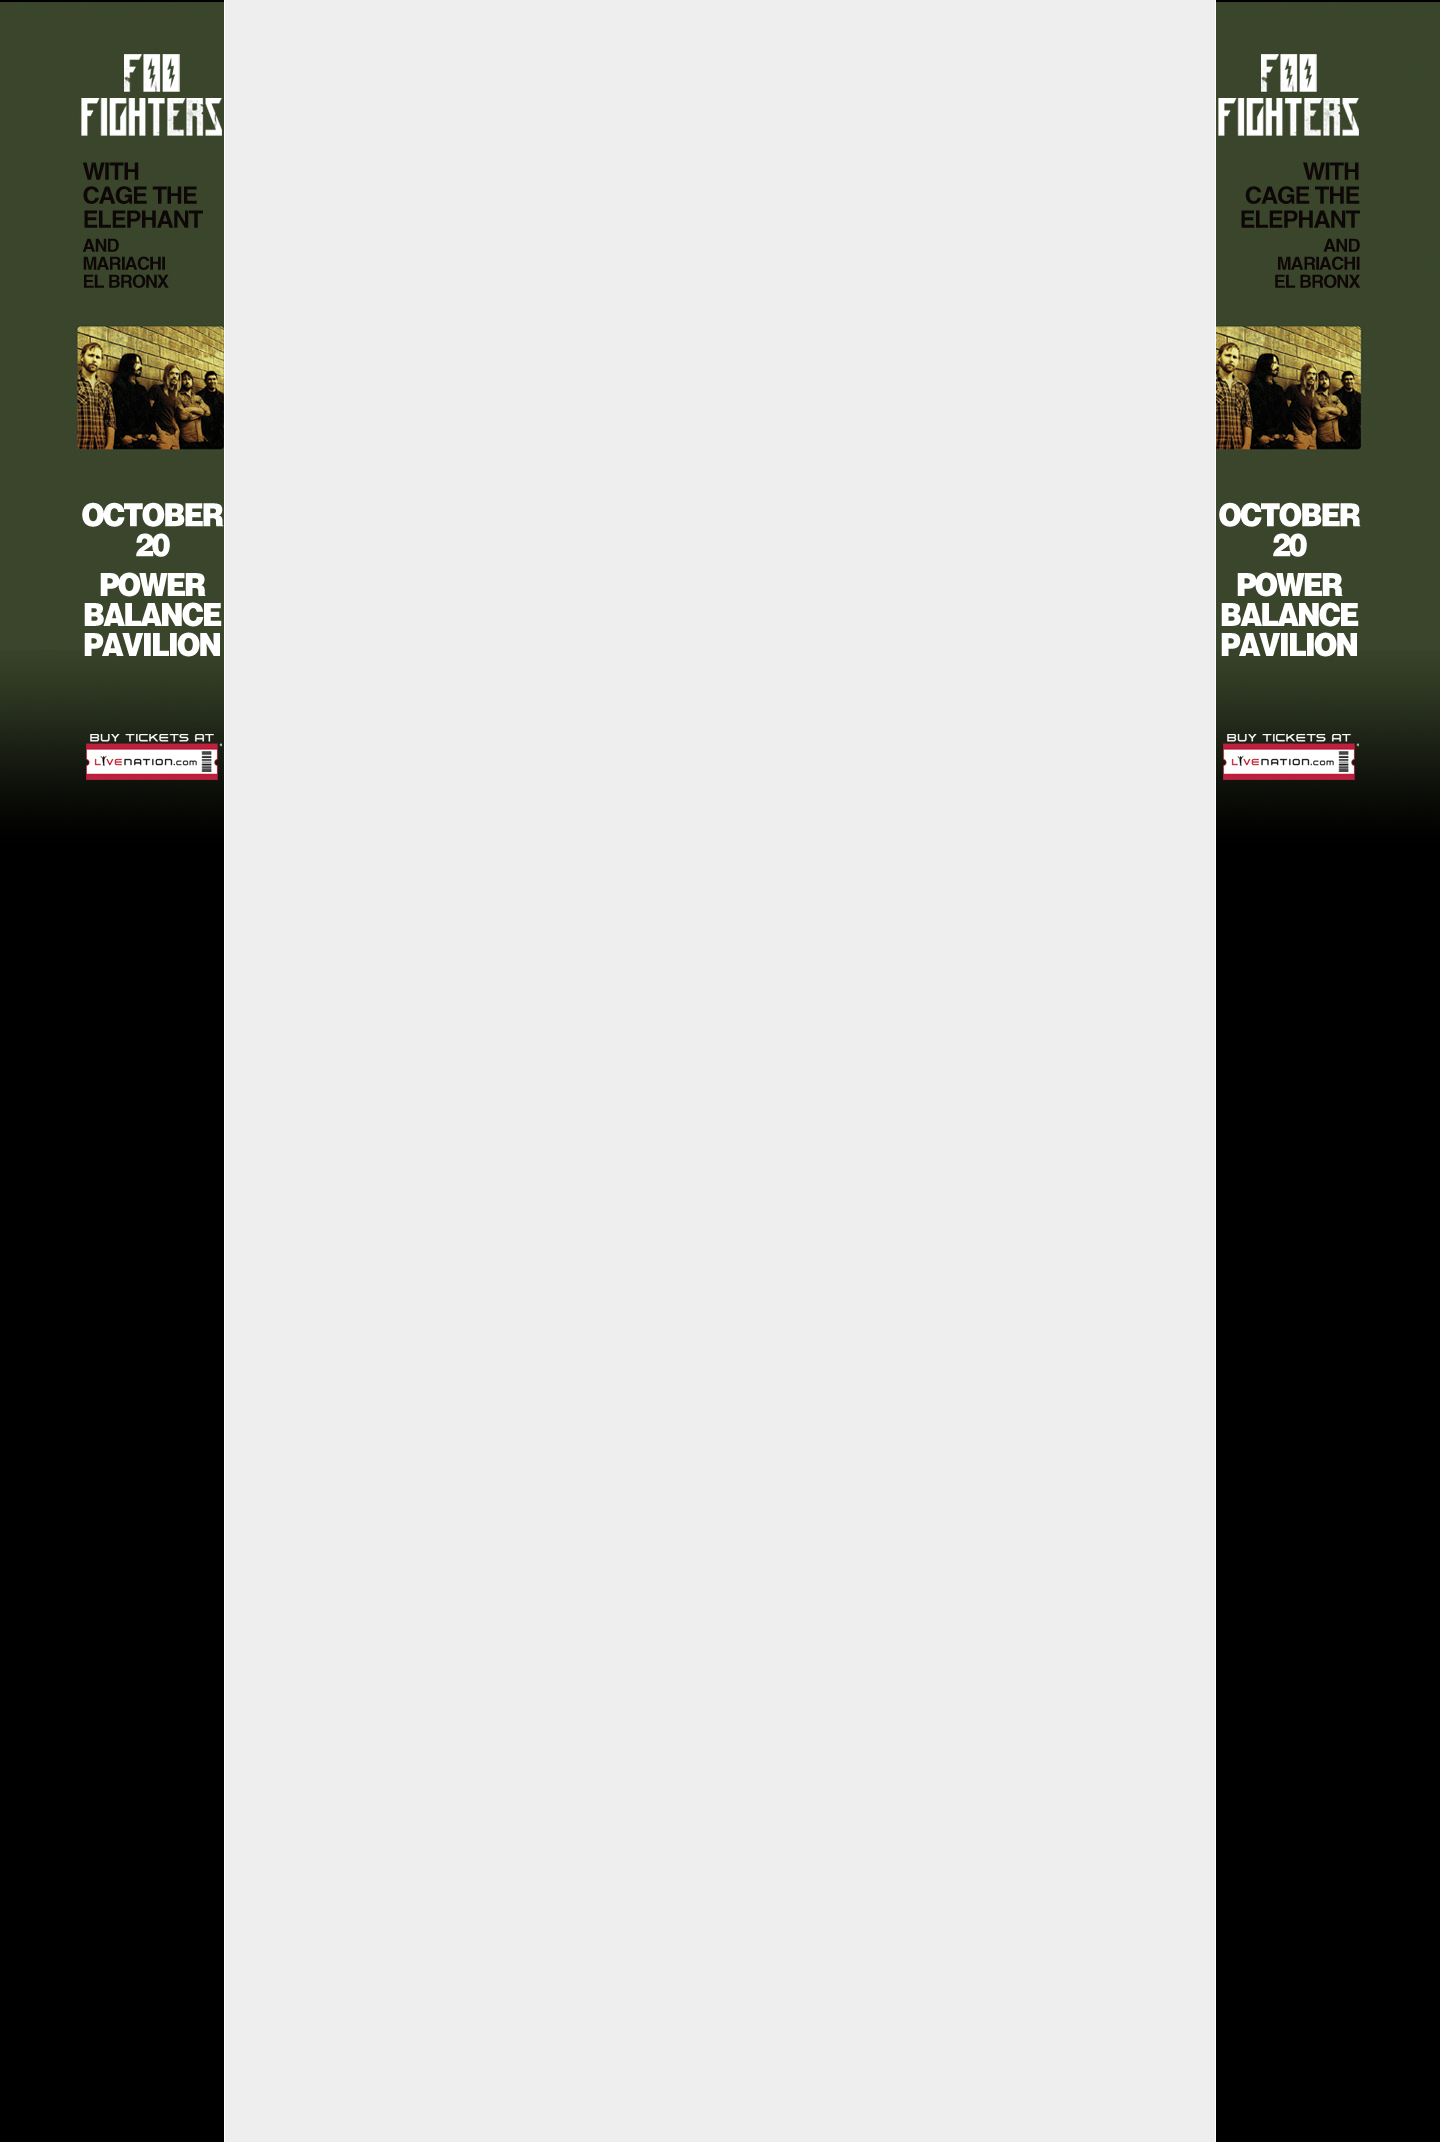 FOO
FIGHTERS
WITH
CAGE THE
ELEPHANT
AND
MARIACHI
EL BRONX
OCTOBER
20
POWER
BALANCE
PAVILION
BUY TICKETS AT
LIVENATION.com
FOO
FIGHTERS
WITH
CAGE THE
ELEPHANT
AND
MARIACHI
EL BRONX
OCTOBER
20
POWER
BALANCE
PAVILION
BUY TICKETS AT
LIVENATION.com